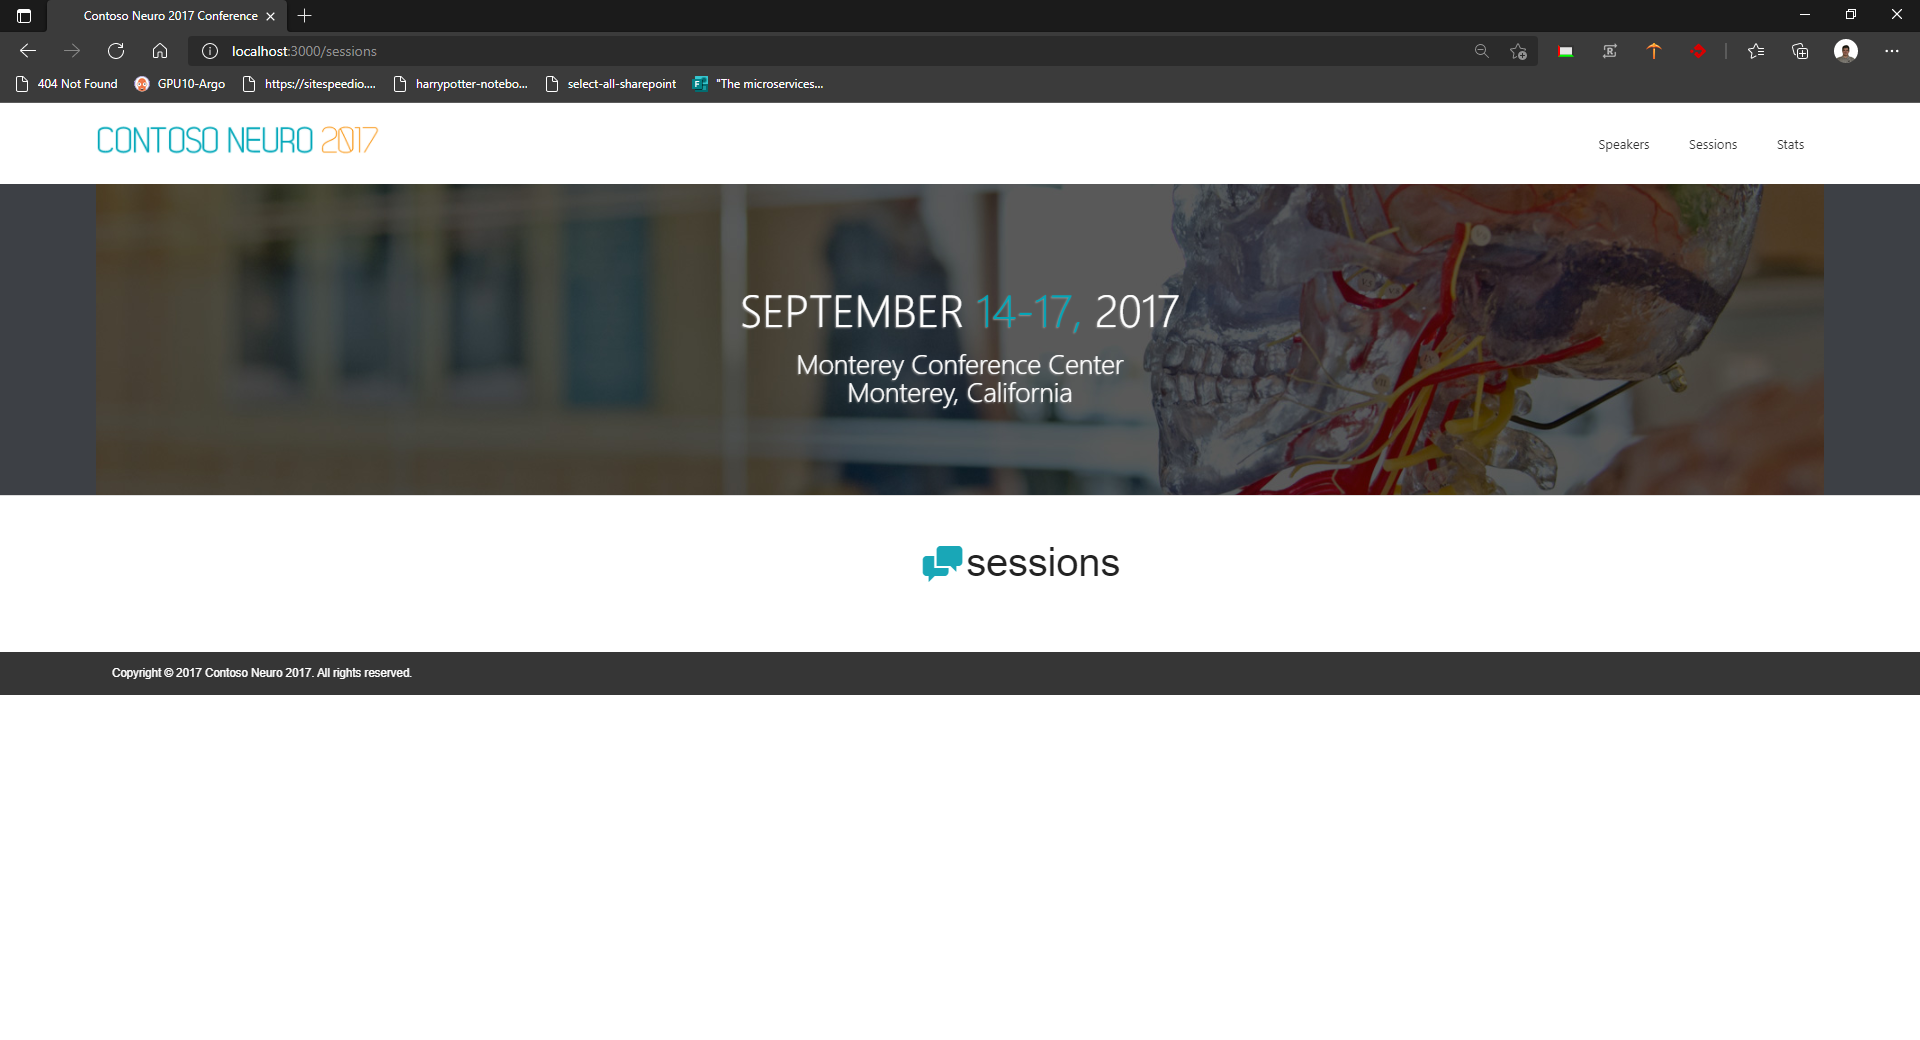 Contoso Neuro 2017 Conference
localhost:3000/sessions
404 Not Found
GPU10-Argo
https://sitespeedio....
harrypotter-notebo...
select-all-sharepoint
"The microservices...
CONTOSO NEURO 2017
Speakers
Sessions
Stats
SEPTEMBER 14-17, 2017
Monterey Conference Center
Monterey, California
sessions
Copyright © 2017 Contoso Neuro 2017. All rights reserved.